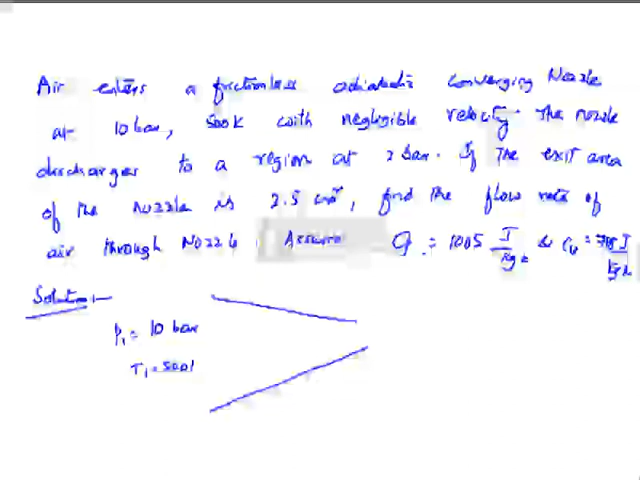 Air enters a frictionless adiabatic converging Nozzle
at 10 bar, 500K with negligible velocity. The nozzle
discharges to a region at 2 bar. If the exit area
of the Nozzle is 2.5 cm², find the flow rate of
air through Nozzle. Assume Cp = 1005 J/kgK & Cv = 718 J/kgK
Solution :-
P₁ = 10 bar
T₁ = 500K